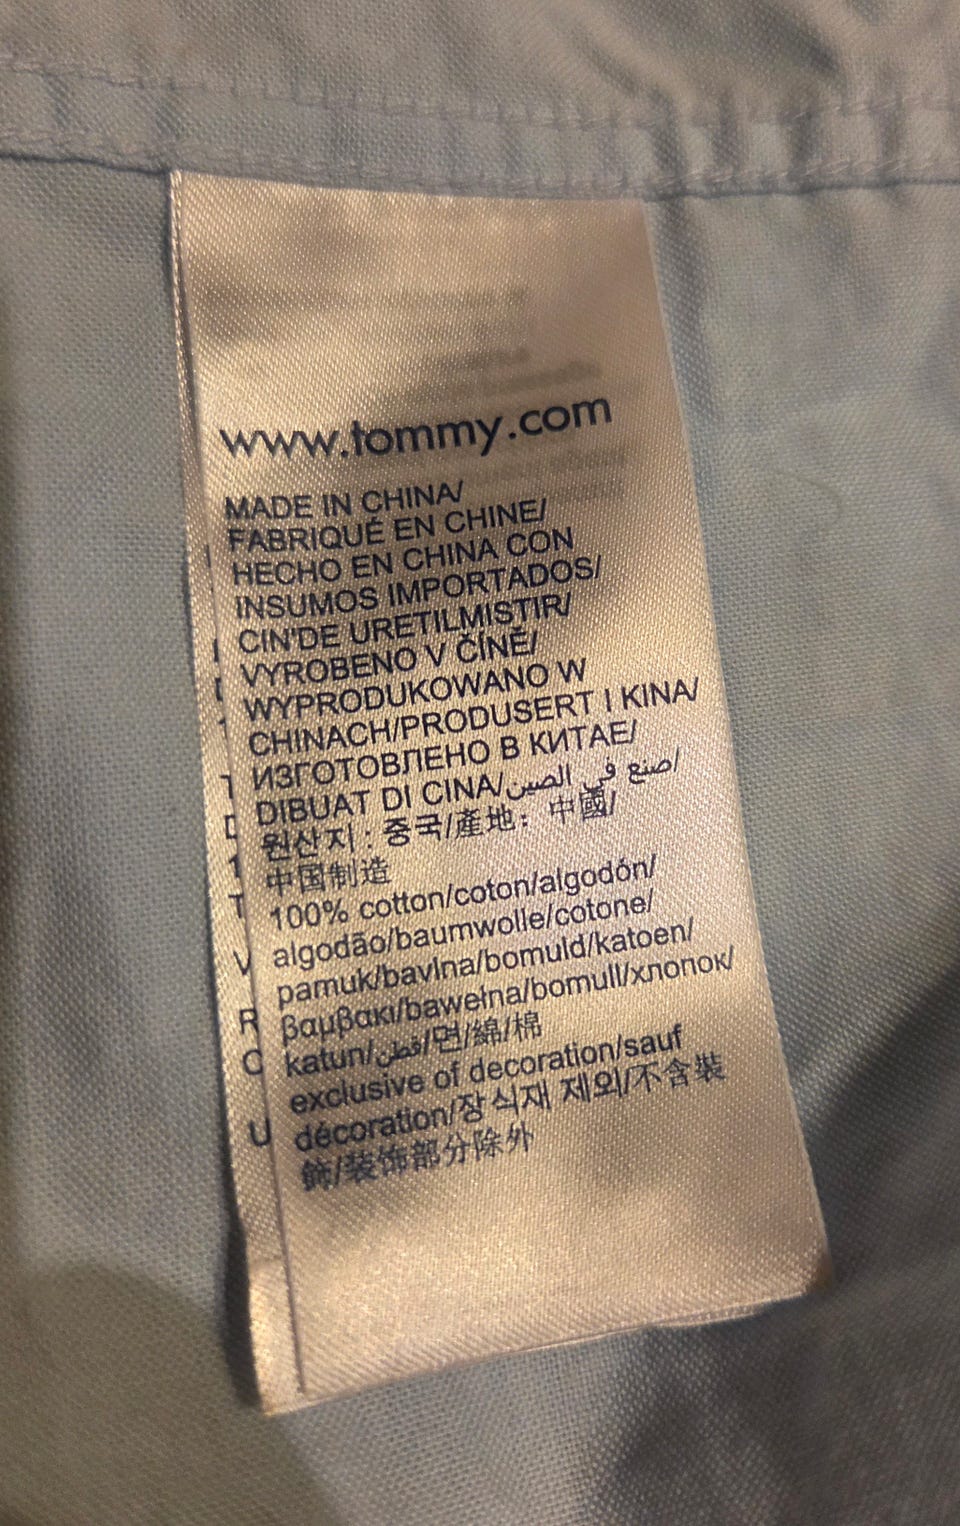 www.tommy.com
MADE IN CHINA/
FABRIQUÉ EN CHINE/
HECHO EN CHINA CON
INSUMOS IMPORTADOS/
CIN'DE URETILMISTIR/
VYROBENO V ČÍNĚ/
WYPRODUKOWANO W
CHINACH/PRODUSERT I KINA/
ИЗГОТОВЛЕНО В КИТАЕ/
DIBUAT DI CINA/صنع في الصين/
원산지 : 중국/產地：中國/
中国制造
100% cotton/coton/algodón/
algodão/baumwolle/cotone/
pamuk/bavlna/bomuld/katoen/
βαμβακι/bawełna/bomull/хлопок/
katun/قطن/면/綿/棉
exclusive of decoration/sauf
décoration/장식재 제외/不含裝
飾/装饰部分除外